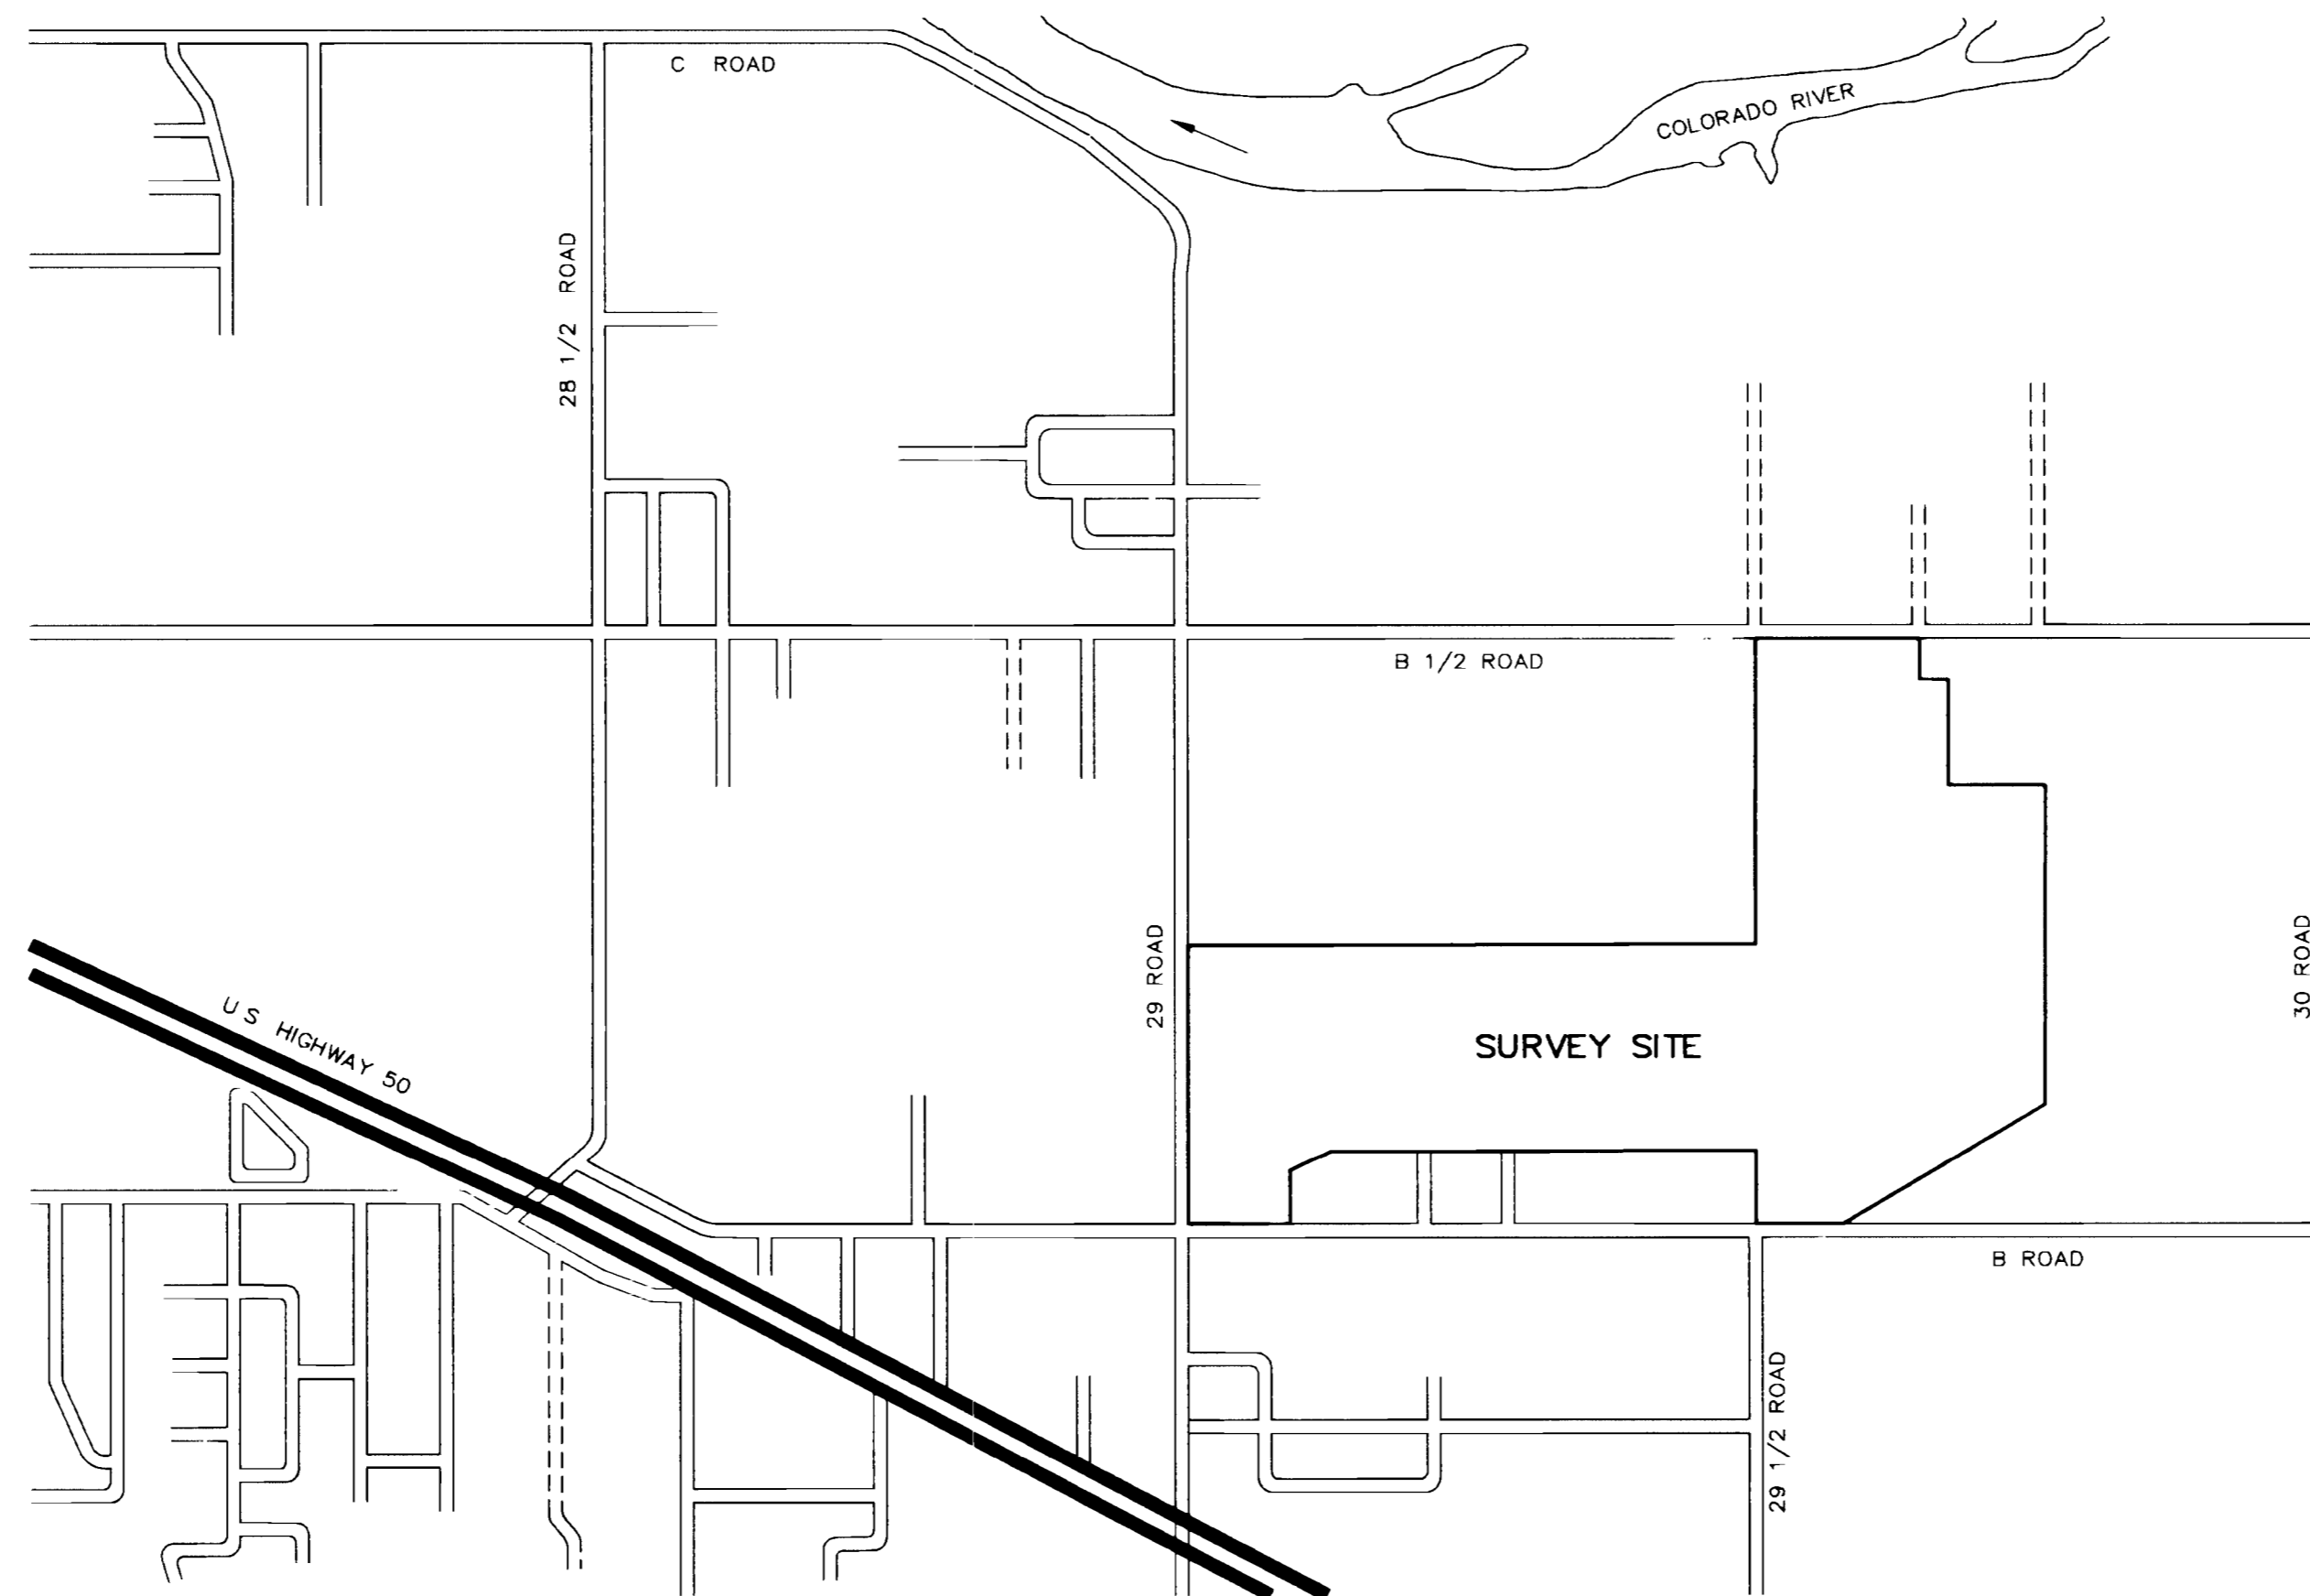 C ROAD
COLORADO RIVER
28 1/2 ROAD
B 1/2 ROAD
29 ROAD
30 ROAD
U S HIGHWAY 50
SURVEY SITE
B ROAD
29 1/2 ROAD